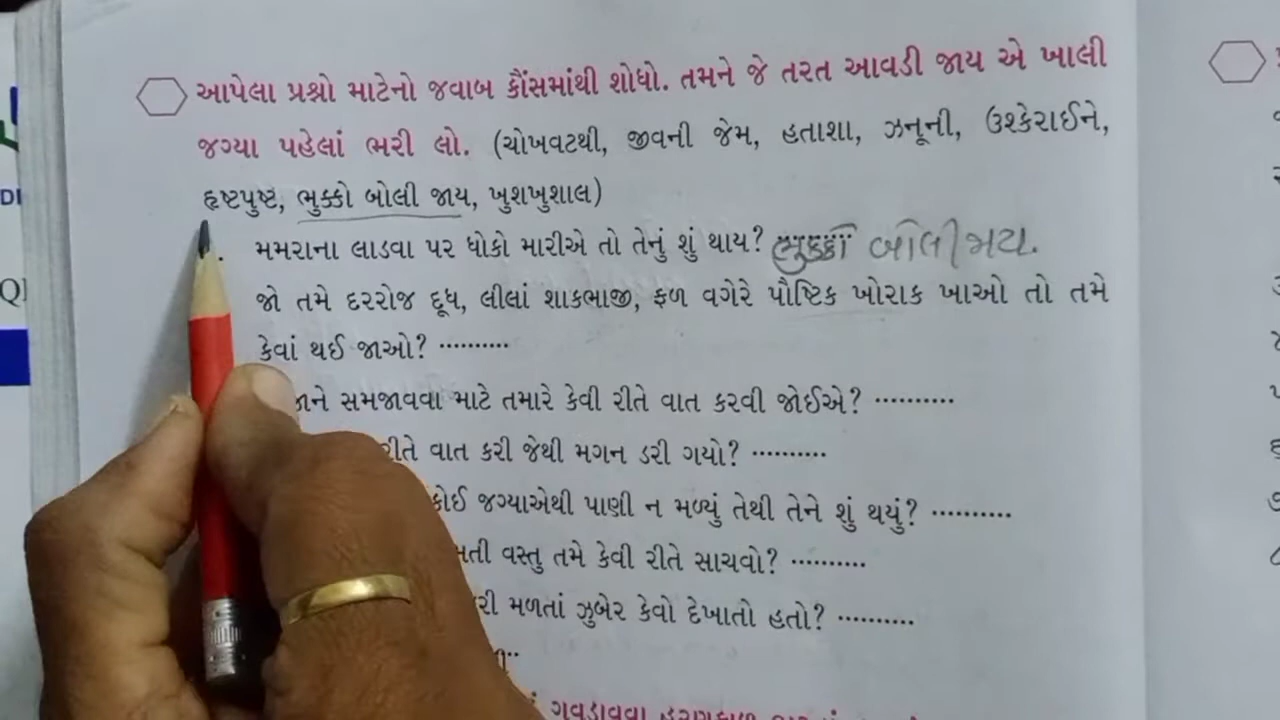 આપેલા પ્રશ્નો માટેનો જવાબ કૌંસમાંથી શોધો. તમને જે તરત આવડી જાય એ ખાલી
જગ્યા પહેલાં ભરી લો. (ચોખવટથી, જીવની જેમ, હતાશા, ઝનૂની, ઉશ્કેરાઈને,
હૃષ્ટપુષ્ટ, ભુક્કો બોલી જાય, ખુશખુશાલ)
મમરાના લાડવા પર ધોકો મારીએ તો તેનું શું થાય? ભુક્કો બોલી જાય.
જો તમે દરરોજ દૂધ, લીલાં શાકભાજી, ફળ વગેરે પૌષ્ટિક ખોરાક ખાઓ તો તમે
કેવાં થઈ જાઓ? ..........
સમજાવવા માટે તમારે કેવી રીતે વાત કરવી જોઈએ? ..........
વાત કરી જેથી મગન ડરી ગયો? ..........
કોઈ જગ્યાએથી પાણી ન મળ્યું તેથી તેને શું થયું? ..........
વસ્તુ તમે કેવી રીતે સાચવો? ..........
મળતાં ઝુબેર કેવો દેખાતો હતો? ..........